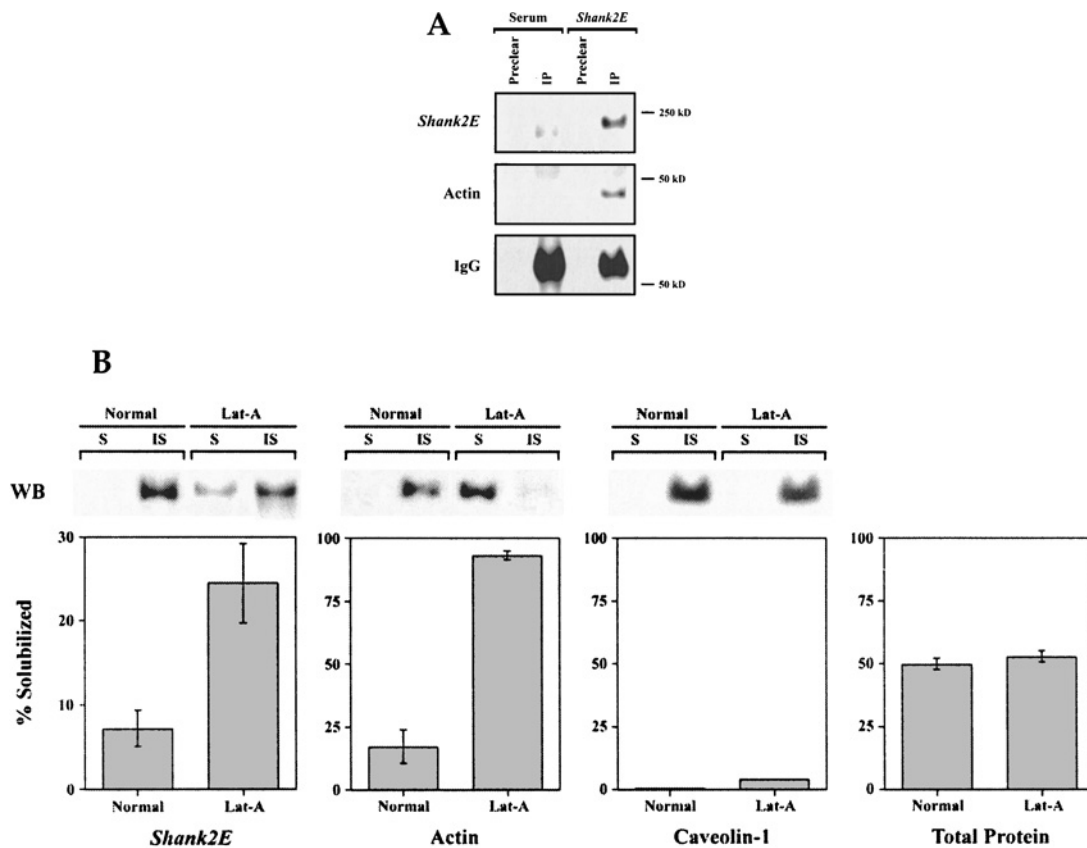 A
Serum Shank2E
Preclear IP Preclear IP
Shank2E
250 kD
Actin
50 kD
IgG
50 kD
B
Normal Lat-A Normal Lat-A Normal Lat-A
S IS S IS S IS S IS S IS S IS
WB
% Solubilized
30
20
10
0
Normal Lat-A
Shank2E
100
75
50
25
0
Normal Lat-A
Actin
100
75
50
25
0
Normal Lat-A
Caveolin-1
100
75
50
25
0
Normal Lat-A
Total Protein